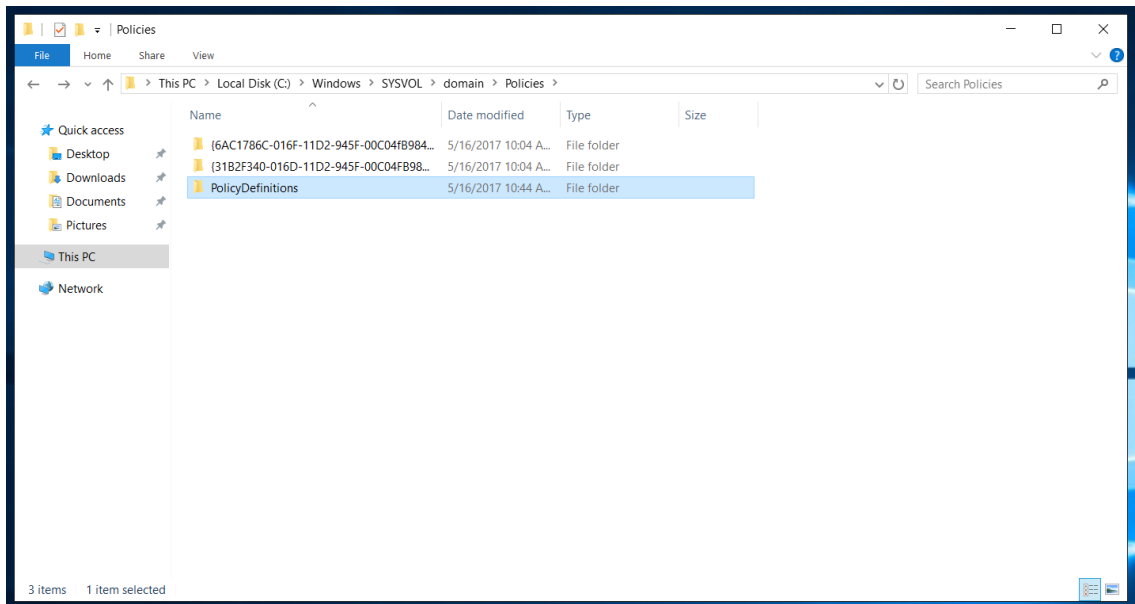 Policies
File Home Share View
This PC > Local Disk (C:) > Windows > SYSVOL > domain > Policies >
Search Policies
Quick access
Desktop
Downloads
Documents
Pictures
This PC
Network
Name Date modified Type Size
{6AC1786C-016F-11D2-945F-00C04fB984... 5/16/2017 10:04 A... File folder
{31B2F340-016D-11D2-945F-00C04FB98... 5/16/2017 10:04 A... File folder
PolicyDefinitions 5/16/2017 10:44 A... File folder
3 items 1 item selected